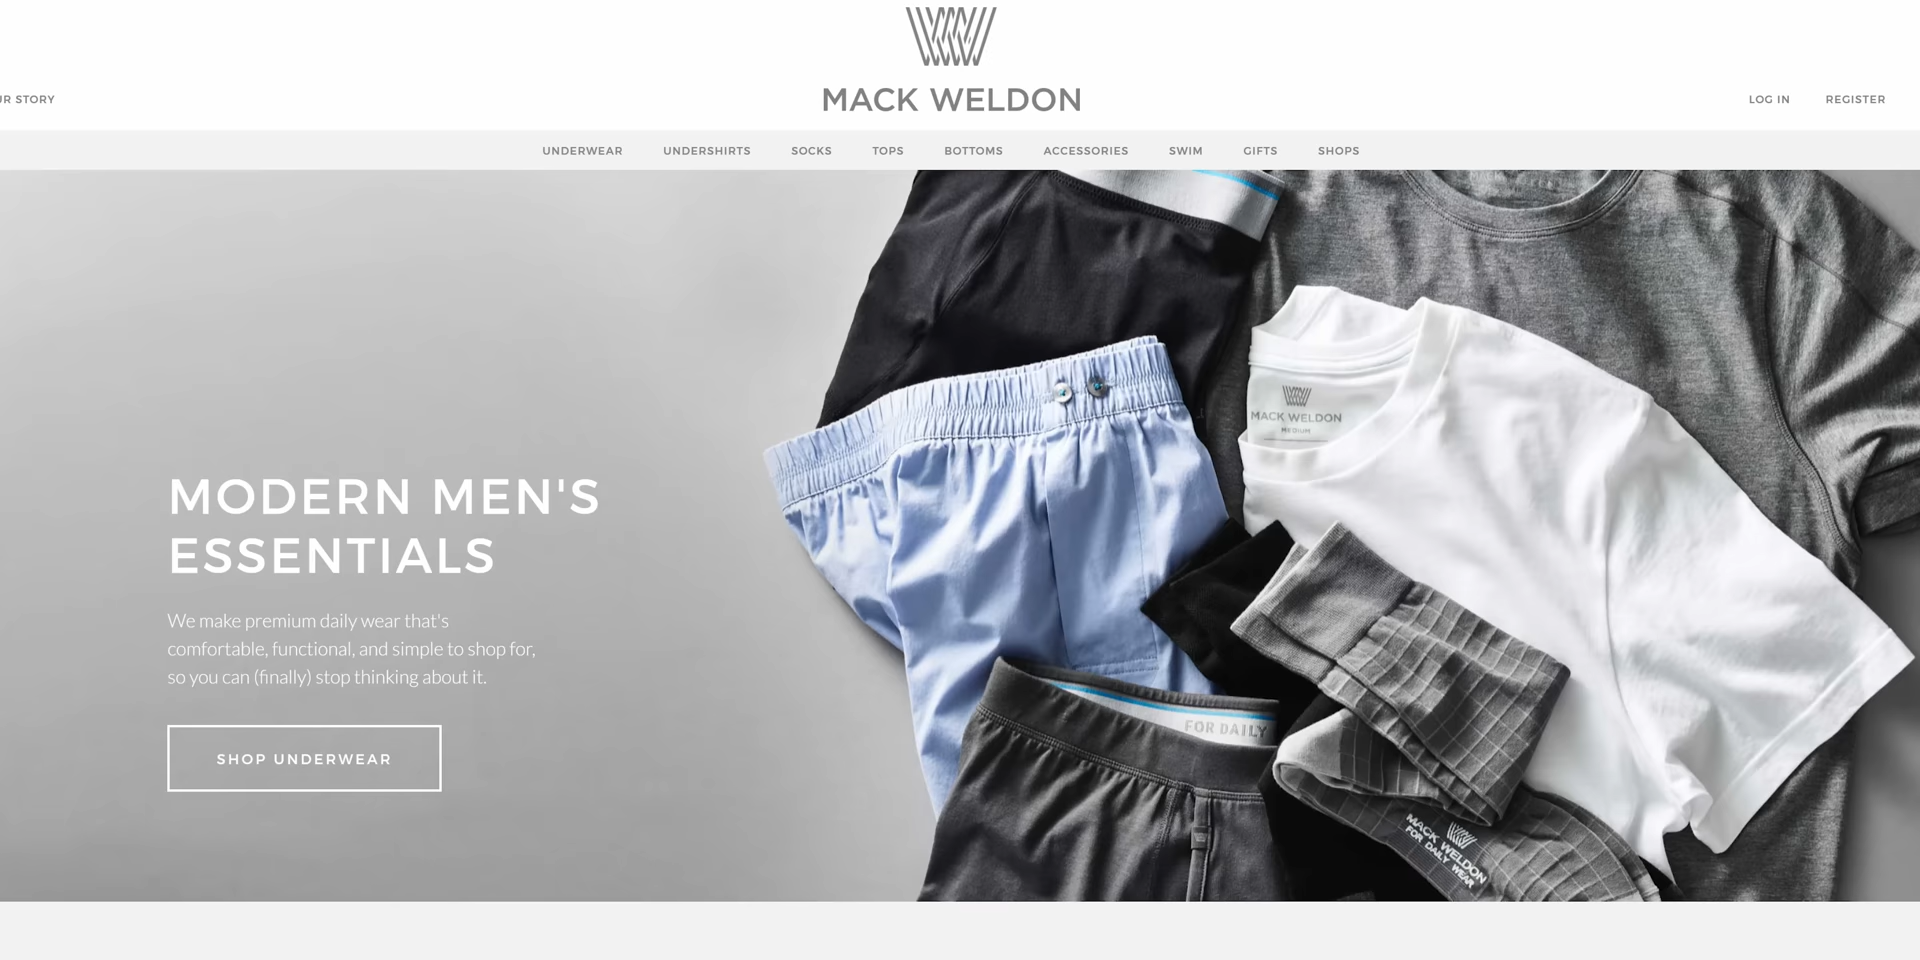 MACK WELDON
UR STORY
LOG IN
REGISTER
UNDERWEAR
UNDERSHIRTS
SOCKS
TOPS
BOTTOMS
ACCESSORIES
SWIM
GIFTS
SHOPS
MODERN MEN'S
ESSENTIALS
We make premium daily wear that's
comfortable, functional, and simple to shop for,
so you can (finally) stop thinking about it.
SHOP UNDERWEAR
MACK WELDON
MEDIUM
FOR DAILY
MACK WELDON
FOR DAILY WEAR